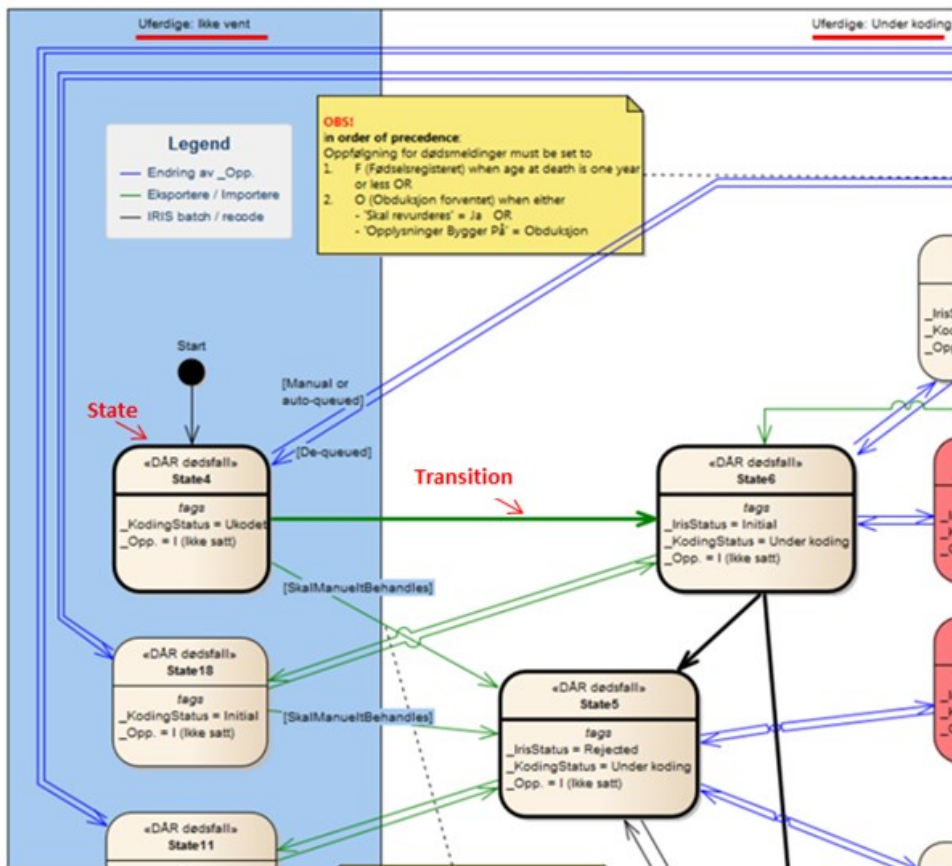 Uferdige: Ikke vent
Uferdige: Under koding
OBS!
in order of precedence:
Oppfølgning for dødsmeldinger must be set to
1. F (Fødselsregisteret) when age at death is one year
or less OR
2. O (Obduksjon forventet) when either
- 'Skal revurderes' = Ja OR
- 'Opplysninger Bygger På' = Obduksjon
Legend
Endring av _Opp.
Eksportere / Importere
IRIS batch / recode
Start
[Manual or
auto-queued]
[De-queued]
State
Transition
«DÅR dødsfall»
State4
tags
_KodingStatus = Ukodet
_Opp. = I (Ikke satt)
«DÅR dødsfall»
State6
tags
_IrisStatus = Initial
_KodingStatus = Under koding
_Opp. = I (Ikke satt)
[SkalManueltBehandles]
«DÅR dødsfall»
State18
tags
_KodingStatus = Initial
_Opp. = I (Ikke satt)
[SkalManueltBehandles]
«DÅR dødsfall»
State5
tags
_IrisStatus = Rejected
_KodingStatus = Under koding
_Opp. = I (Ikke satt)
«DÅR dødsfall»
State11